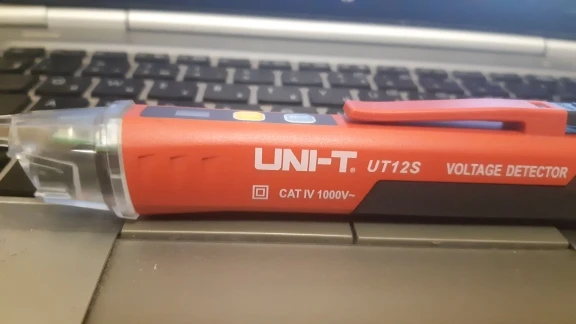 UNI-T® UT12S VOLTAGE DETECTOR
CAT IV 1000V~